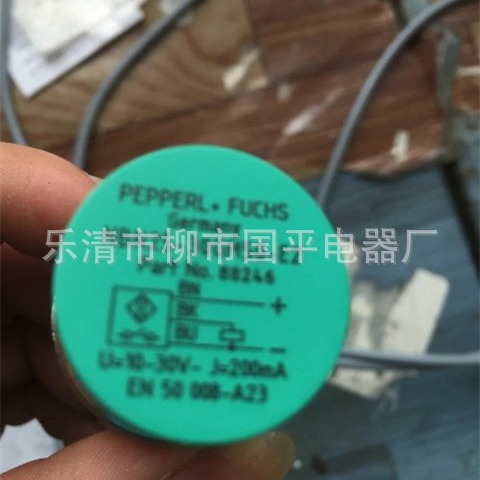 PEPPERL+ FUCHS
Germany
乐清市柳市国平电器厂
E2
Part No. 88246
BN +
BK
BU -
U=10-30V- J=200mA
EN 50 008-A23